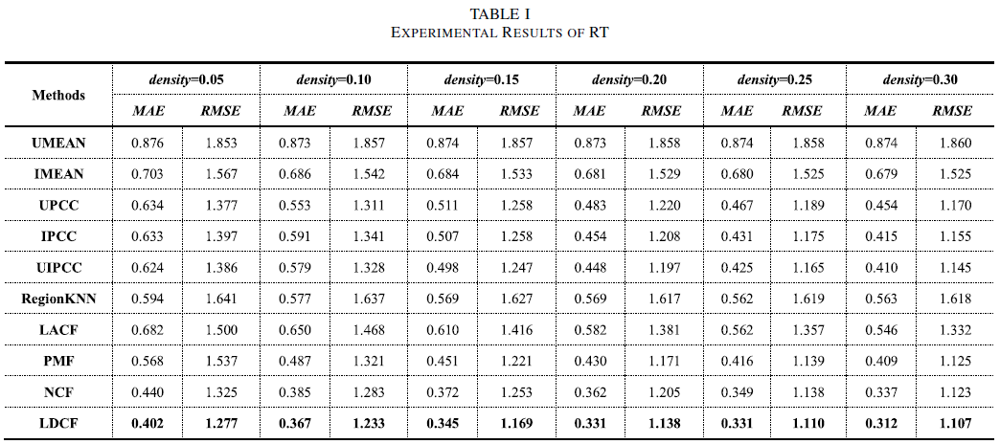 TABLE I
EXPERIMENTAL RESULTS OF RT
Methods density=0.05 density=0.10 density=0.15 density=0.20 density=0.25 density=0.30
MAE RMSE MAE RMSE MAE RMSE MAE RMSE MAE RMSE MAE RMSE
UMEAN 0.876 1.853 0.873 1.857 0.874 1.857 0.873 1.858 0.874 1.858 0.874 1.860
IMEAN 0.703 1.567 0.686 1.542 0.684 1.533 0.681 1.529 0.680 1.525 0.679 1.525
UPCC 0.634 1.377 0.553 1.311 0.511 1.258 0.483 1.220 0.467 1.189 0.454 1.170
IPCC 0.633 1.397 0.591 1.341 0.507 1.258 0.454 1.208 0.431 1.175 0.415 1.155
UIPCC 0.624 1.386 0.579 1.328 0.498 1.247 0.448 1.197 0.425 1.165 0.410 1.145
RegionKNN 0.594 1.641 0.577 1.637 0.569 1.627 0.569 1.617 0.562 1.619 0.563 1.618
LACF 0.682 1.500 0.650 1.468 0.610 1.416 0.582 1.381 0.562 1.357 0.546 1.332
PMF 0.568 1.537 0.487 1.321 0.451 1.221 0.430 1.171 0.416 1.139 0.409 1.125
NCF 0.440 1.325 0.385 1.283 0.372 1.253 0.362 1.205 0.349 1.138 0.337 1.123
LDCF 0.402 1.277 0.367 1.233 0.345 1.169 0.331 1.138 0.331 1.110 0.312 1.107